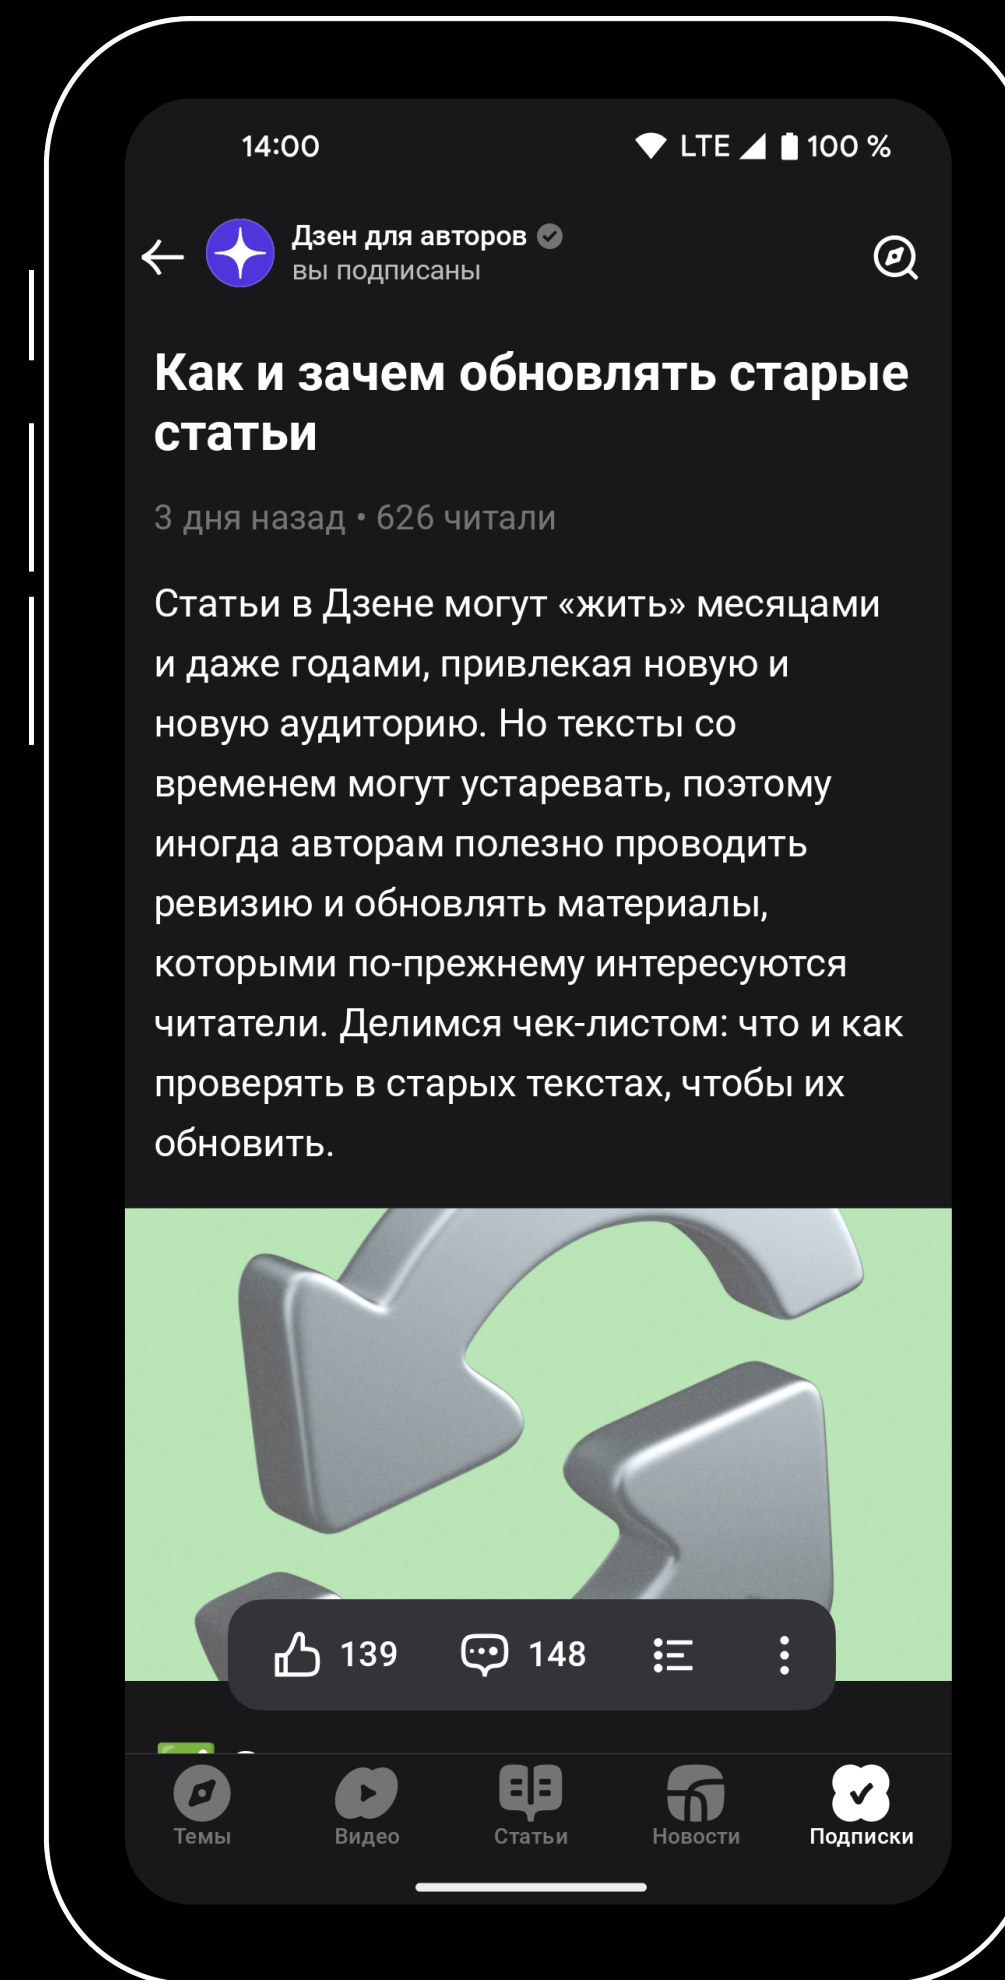 14:00 LTE 100 %
Дзен для авторов
вы подписаны
Как и зачем обновлять старые
статьи
3 дня назад • 626 читали
Статьи в Дзене могут «жить» месяцами
и даже годами, привлекая новую и
новую аудиторию. Но тексты со
временем могут устаревать, поэтому
иногда авторам полезно проводить
ревизию и обновлять материалы,
которыми по-прежнему интересуются
читатели. Делимся чек-листом: что и как
проверять в старых текстах, чтобы их
обновить.
139 148
Темы Видео Статьи Новости Подписки